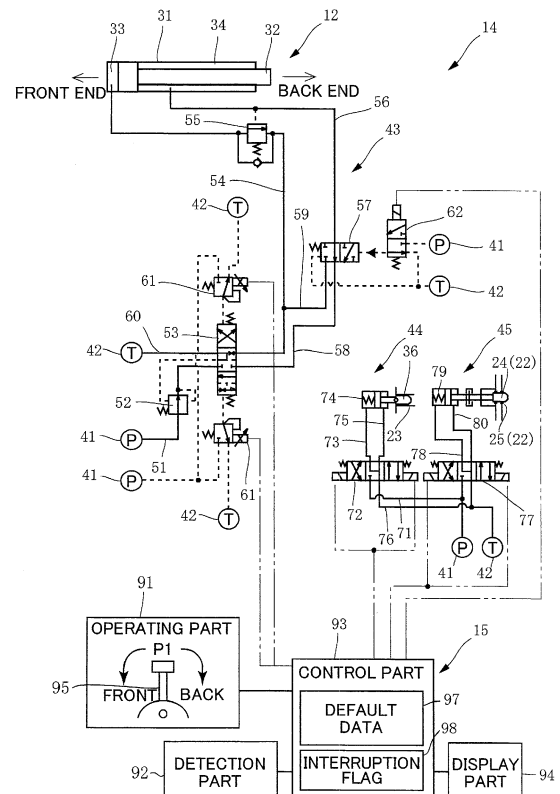 33
31
34
32
12
14
FRONT END
BACK END
55
56
43
54
42
T
59
57
62
P
41
61
T
42
60
53
42
T
58
44
36
45
24 (22)
79
74
52
75
80
23
25 (22)
41
P
51
73
78
41
P
61
72
76
71
77
42
T
P
T
41
42
91
93
15
OPERATING PART
P1
FRONT
BACK
95
CONTROL PART
97
DEFAULT
DATA
98
92
DETECTION
PART
INTERRUPTION
FLAG
DISPLAY
PART
94